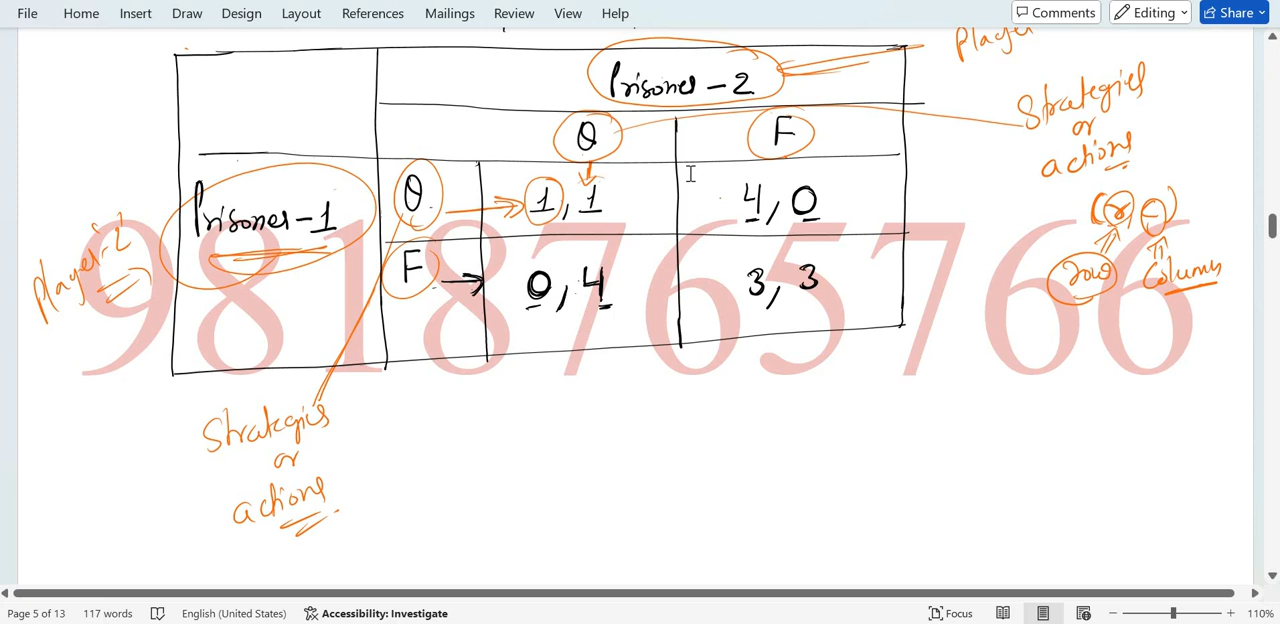 File Home Insert Draw Design Layout References Mailings Review View Help Comments Editing Share
Player
Prisoner-2
Strategies
or
actions
Q F
Prisoner-1
Q 1, 1 4, 0
F 0, 4 3, 3
Player-2
row
Column
9818765766
Strategies
or
actions
Page 5 of 13 117 words English (United States) Accessibility: Investigate Focus 110%